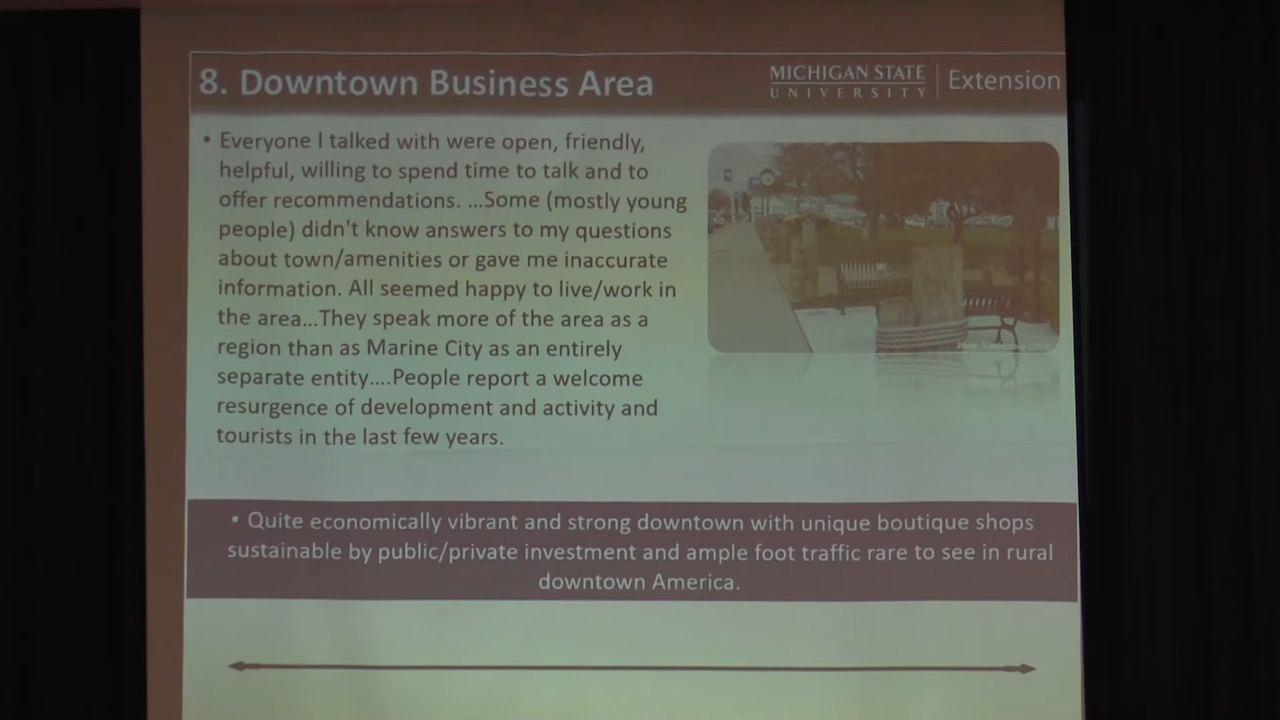 8. Downtown Business Area
MICHIGAN STATE
UNIVERSITY
Extension
• Everyone I talked with were open, friendly,
helpful, willing to spend time to talk and to
offer recommendations. ...Some (mostly young
people) didn't know answers to my questions
about town/amenities or gave me inaccurate
information. All seemed happy to live/work in
the area...They speak more of the area as a
region than as Marine City as an entirely
separate entity....People report a welcome
resurgence of development and activity and
tourists in the last few years.
Photo:
• Quite economically vibrant and strong downtown with unique boutique shops
sustainable by public/private investment and ample foot traffic rare to see in rural
downtown America.